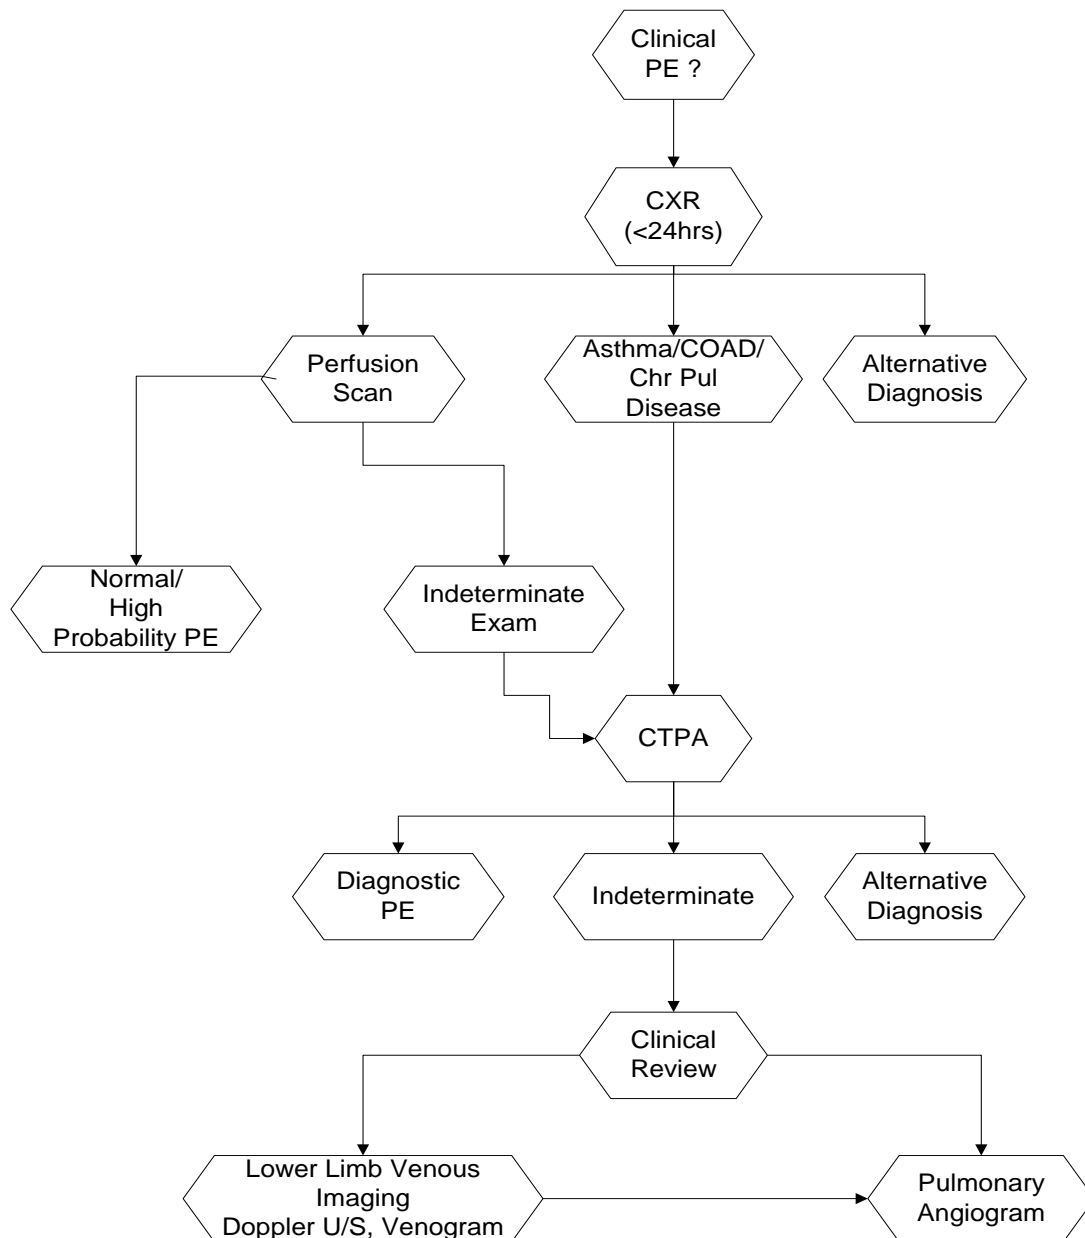 Clinical
PE ?
CXR
(<24hrs)
Perfusion
Scan
Asthma/COAD/
Chr Pul
Disease
Alternative
Diagnosis
Normal/
High
Probability PE
Indeterminate
Exam
CTPA
Diagnostic
PE
Indeterminate
Alternative
Diagnosis
Clinical
Review
Lower Limb Venous
Imaging
Doppler U/S, Venogram
Pulmonary
Angiogram